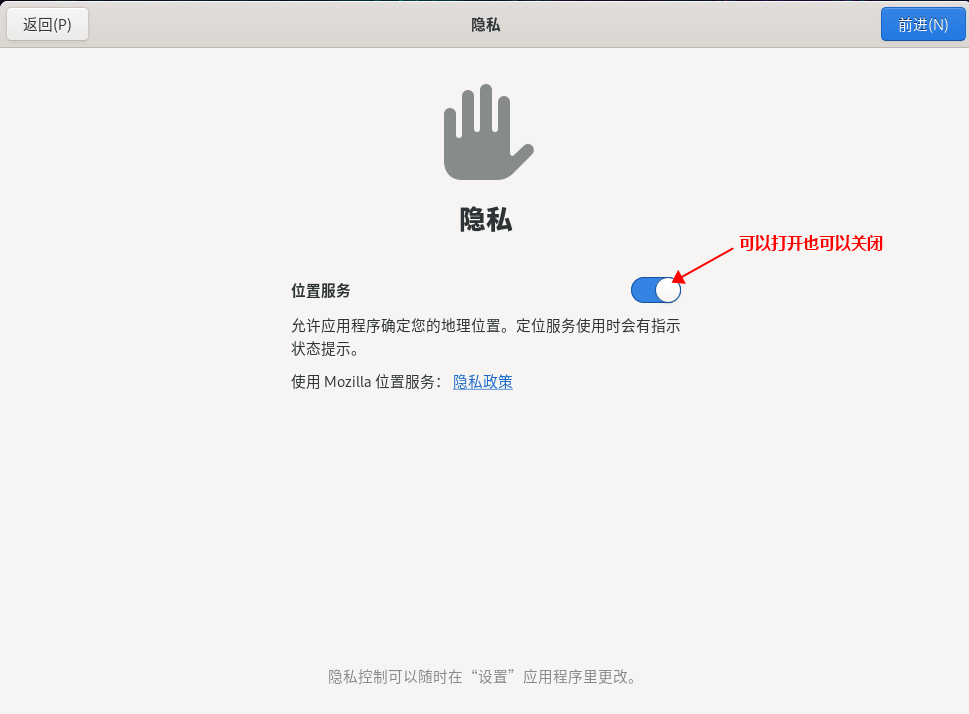 返回(P)
隐私
前进(N)
隐私
可以打开也可以关闭
位置服务
允许应用程序确定您的地理位置。定位服务使用时会有指示
状态提示。
使用 Mozilla 位置服务： 隐私政策
隐私控制可以随时在“设置”应用程序里更改。